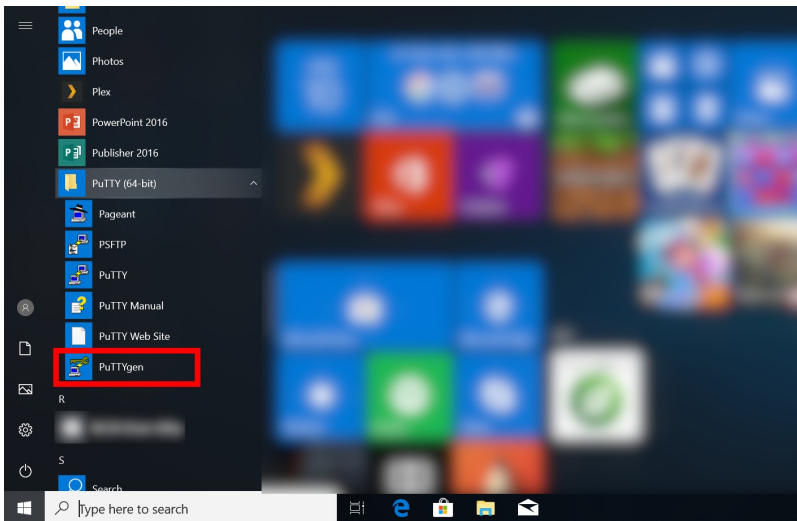 People
Photos
Plex
PowerPoint 2016
Publisher 2016
PuTTY (64-bit)
Pageant
PSFTP
PuTTY
PuTTY Manual
PuTTY Web Site
PuTTYgen
R
S
Search
Type here to search